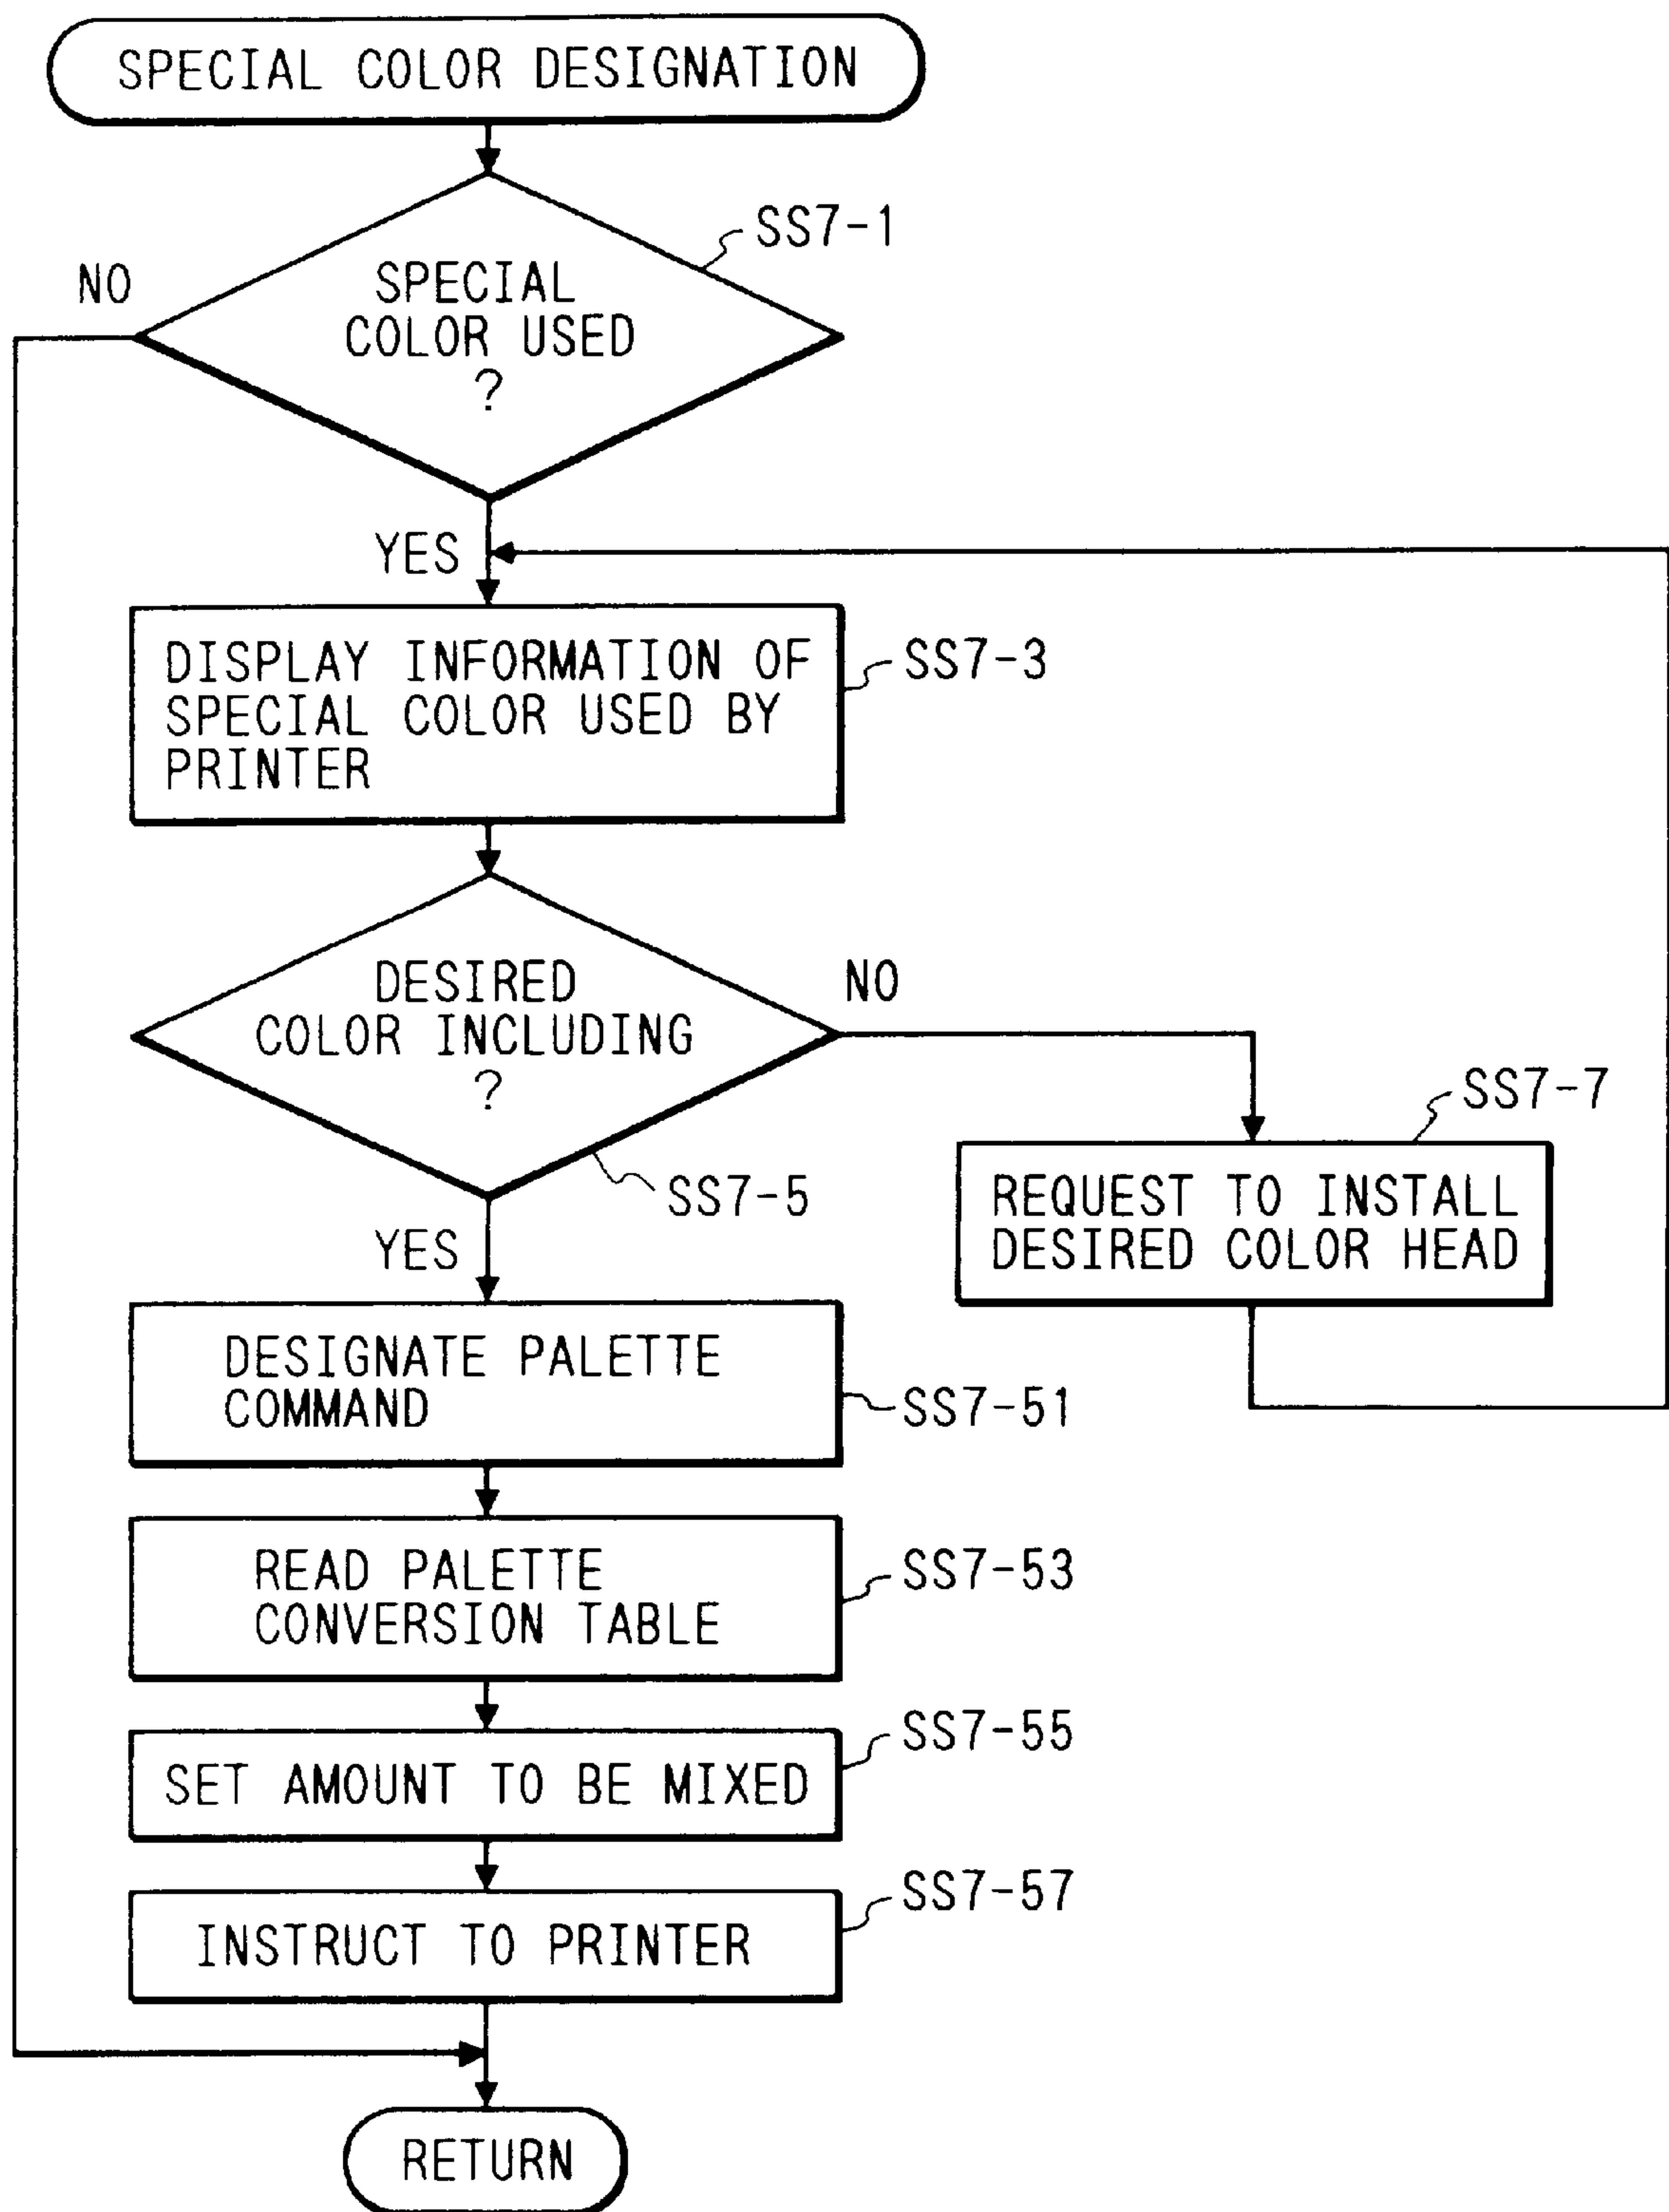 SPECIAL COLOR DESIGNATION
SS7-1
NO
SPECIAL
COLOR USED
?
YES
DISPLAY INFORMATION OF
SPECIAL COLOR USED BY
PRINTER
SS7-3
DESIRED
COLOR INCLUDING
?
NO
SS7-5
SS7-7
REQUEST TO INSTALL
DESIRED COLOR HEAD
YES
DESIGNATE PALETTE
COMMAND
SS7-51
READ PALETTE
CONVERSION TABLE
SS7-53
SET AMOUNT TO BE MIXED
SS7-55
INSTRUCT TO PRINTER
SS7-57
RETURN